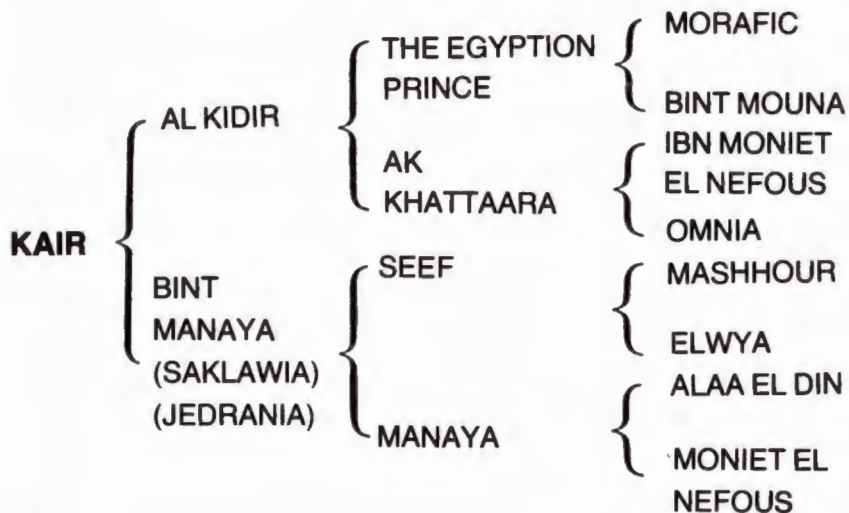 KAIR
AL KIDIR
BINT
MANAYA
(SAKLAWIA)
(JEDRANIA)
THE EGYPTION
PRINCE
AK
KHATTAARA
SEEF
MANAYA
MORAFIC
BINT MOUNA
IBN MONIET
EL NEFOUS
OMNIA
MASHHOUR
ELWYA
ALAA EL DIN
MONIET EL
NEFOUS